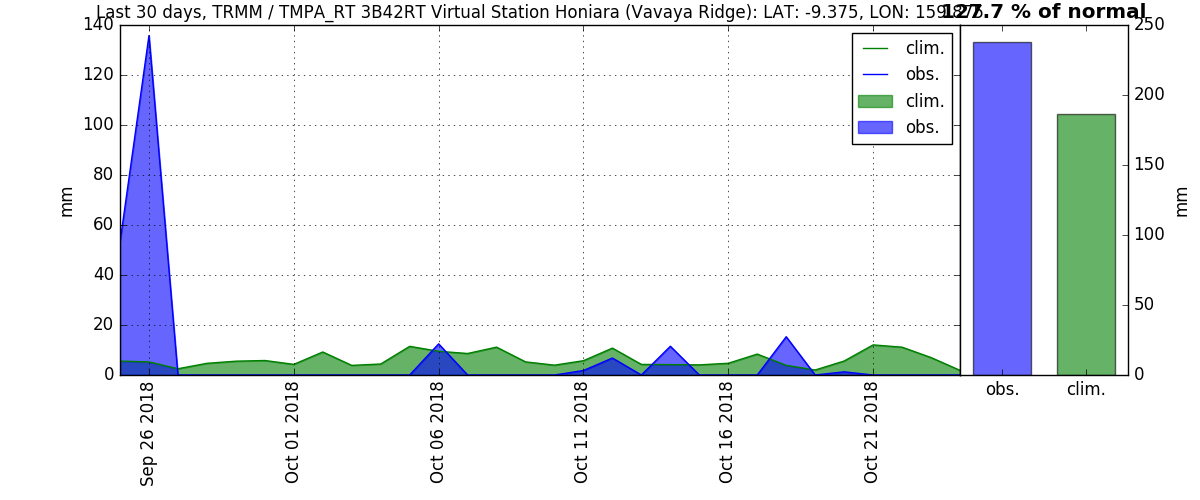 Last 30 days, TRMM / TMPA_RT 3B42RT Virtual Station Honiara (Vavaya Ridge): LAT: -9.375, LON: 159.875
127.7 % of normal
140
120
100
80
60
40
20
0
mm
clim.
obs.
clim.
obs.
Sep 26 2018
Oct 01 2018
Oct 06 2018
Oct 11 2018
Oct 16 2018
Oct 21 2018
250
200
150
100
50
0
mm
obs.
clim.